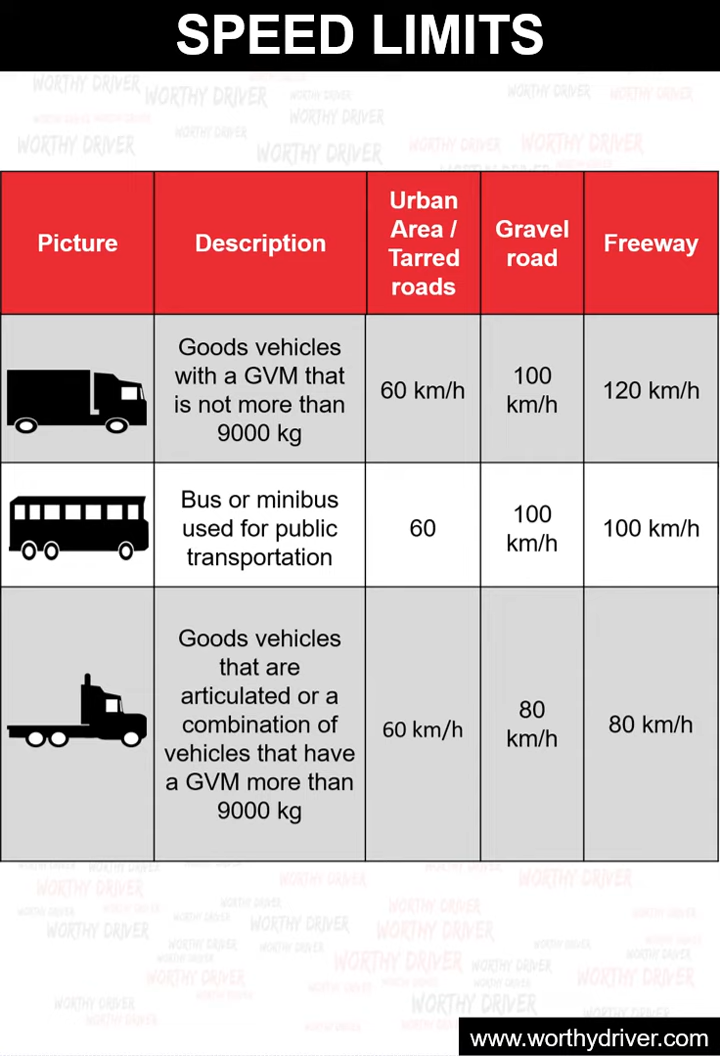 SPEED LIMITS
Picture
Description
Urban
Area /
Tarred
roads
Gravel
road
Freeway
Goods vehicles
with a GVM that
is not more than
9000 kg
60 km/h
100
km/h
120 km/h
Bus or minibus
used for public
transportation
60
100
km/h
100 km/h
Goods vehicles
that are
articulated or a
combination of
vehicles that have
a GVM more than
9000 kg
60 km/h
80
km/h
80 km/h
WORTHY DRIVER
www.worthydriver.com